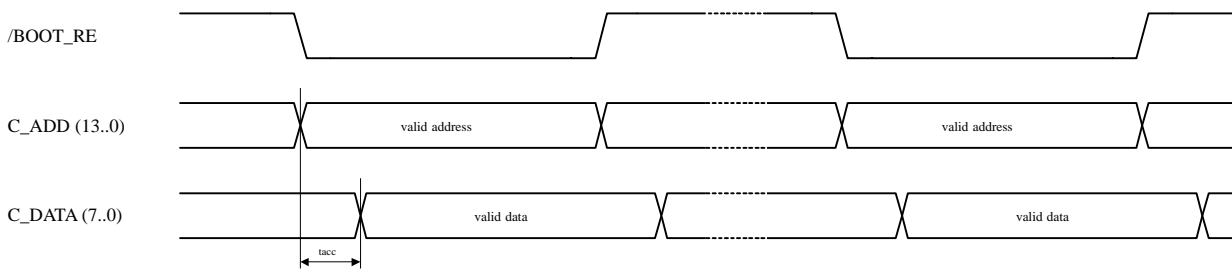 /BOOT_RE
C_ADD (13..0)
valid address
valid address
C_DATA (7..0)
valid data
valid data
tacc